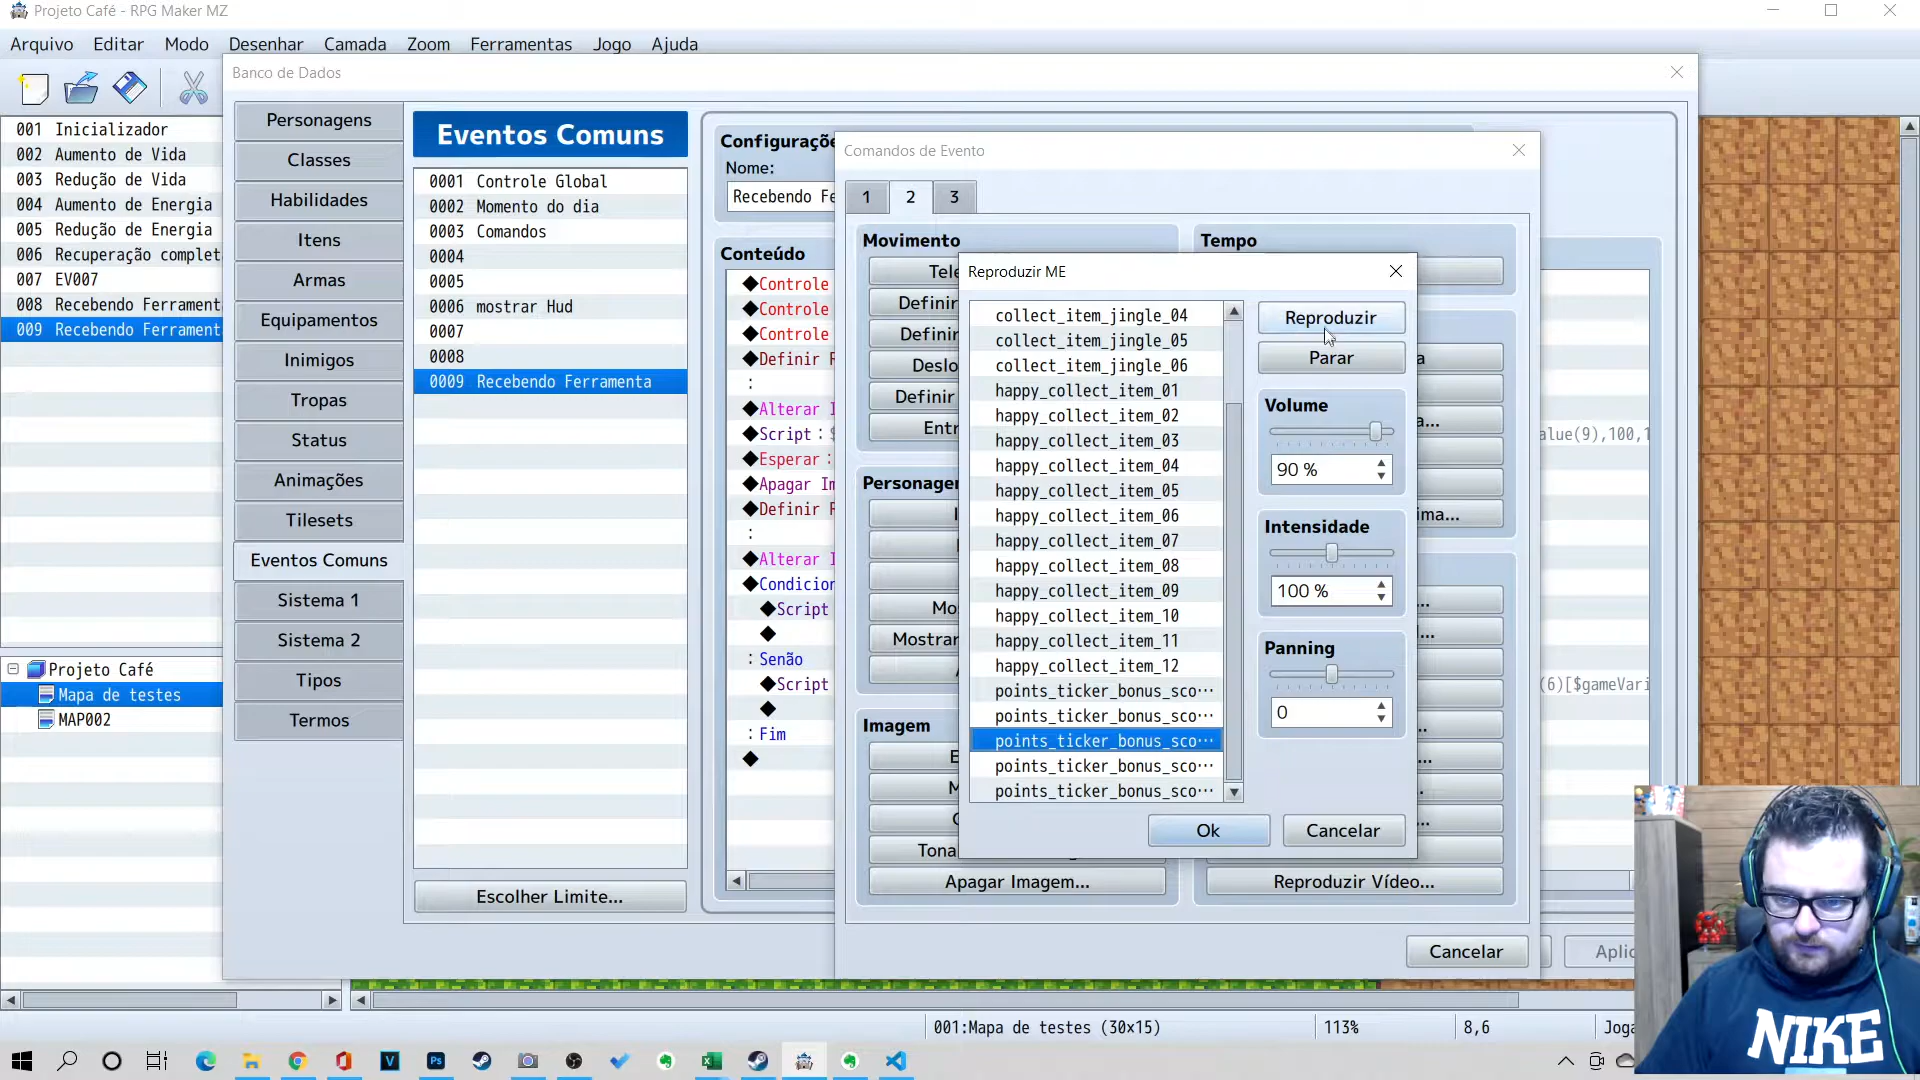 Projeto Café - RPG Maker MZ
Arquivo Editar Modo Desenhar Camada Zoom Ferramentas Jogo Ajuda
Banco de Dados
001 Inicializador
002 Aumento de Vida
003 Redução de Vida
004 Aumento de Energia
005 Redução de Energia
006 Recuperação complet
007 EV007
008 Recebendo Ferrament
009 Recebendo Ferrament
Projeto Café
Mapa de testes
MAP002
Personagens
Classes
Habilidades
Itens
Armas
Equipamentos
Inimigos
Tropas
Status
Animações
Tilesets
Eventos Comuns
Sistema 1
Sistema 2
Tipos
Termos
Eventos Comuns
0001 Controle Global
0002 Momento do dia
0003 Comandos
0004
0005
0006 mostrar Hud
0007
0008
0009 Recebendo Ferramenta
Escolher Limite...
Configuraçõe
Nome:
Recebendo Fe
Conteúdo
◆Controle
◆Controle
◆Controle
◆Definir R
:
◆Alterar I
◆Script : $
◆Esperar :
◆Apagar Im
◆Definir R
:
◆Alterar I
◆Condicion
◆Script
◆
: Senão
◆Script
◆
: Fim
◆
alue(9),100,1
(6)[$gameVari
Comandos de Evento
1 2 3
Movimento
Tele
Definir
Definir
Deslo
Definir
Entr
Personagem
Mo
Mostrar
Imagem
Tona
Apagar Imagem...
Tempo
Reproduzir Vídeo...
Cancelar
Aplic
Reproduzir ME
collect_item_jingle_04
collect_item_jingle_05
collect_item_jingle_06
happy_collect_item_01
happy_collect_item_02
happy_collect_item_03
happy_collect_item_04
happy_collect_item_05
happy_collect_item_06
happy_collect_item_07
happy_collect_item_08
happy_collect_item_09
happy_collect_item_10
happy_collect_item_11
happy_collect_item_12
points_ticker_bonus_sco···
points_ticker_bonus_sco···
points_ticker_bonus_sco···
points_ticker_bonus_sco···
points_ticker_bonus_sco···
Reproduzir
Parar
Volume
90 %
Intensidade
100 %
Panning
0
Ok
Cancelar
001:Mapa de testes (30x15)
113%
8,6
Joga
NIKE